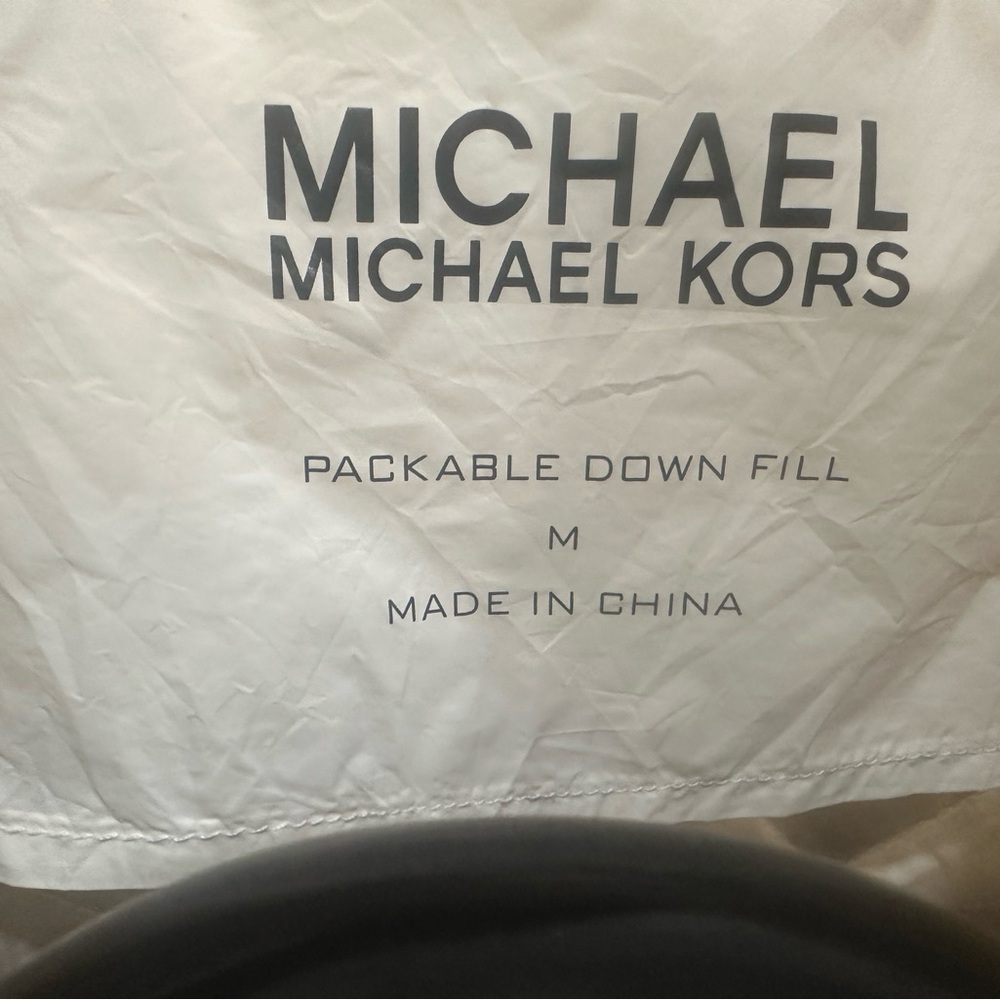 MICHAEL
MICHAEL KORS
PACKABLE DOWN FILL
M
MADE IN CHINA